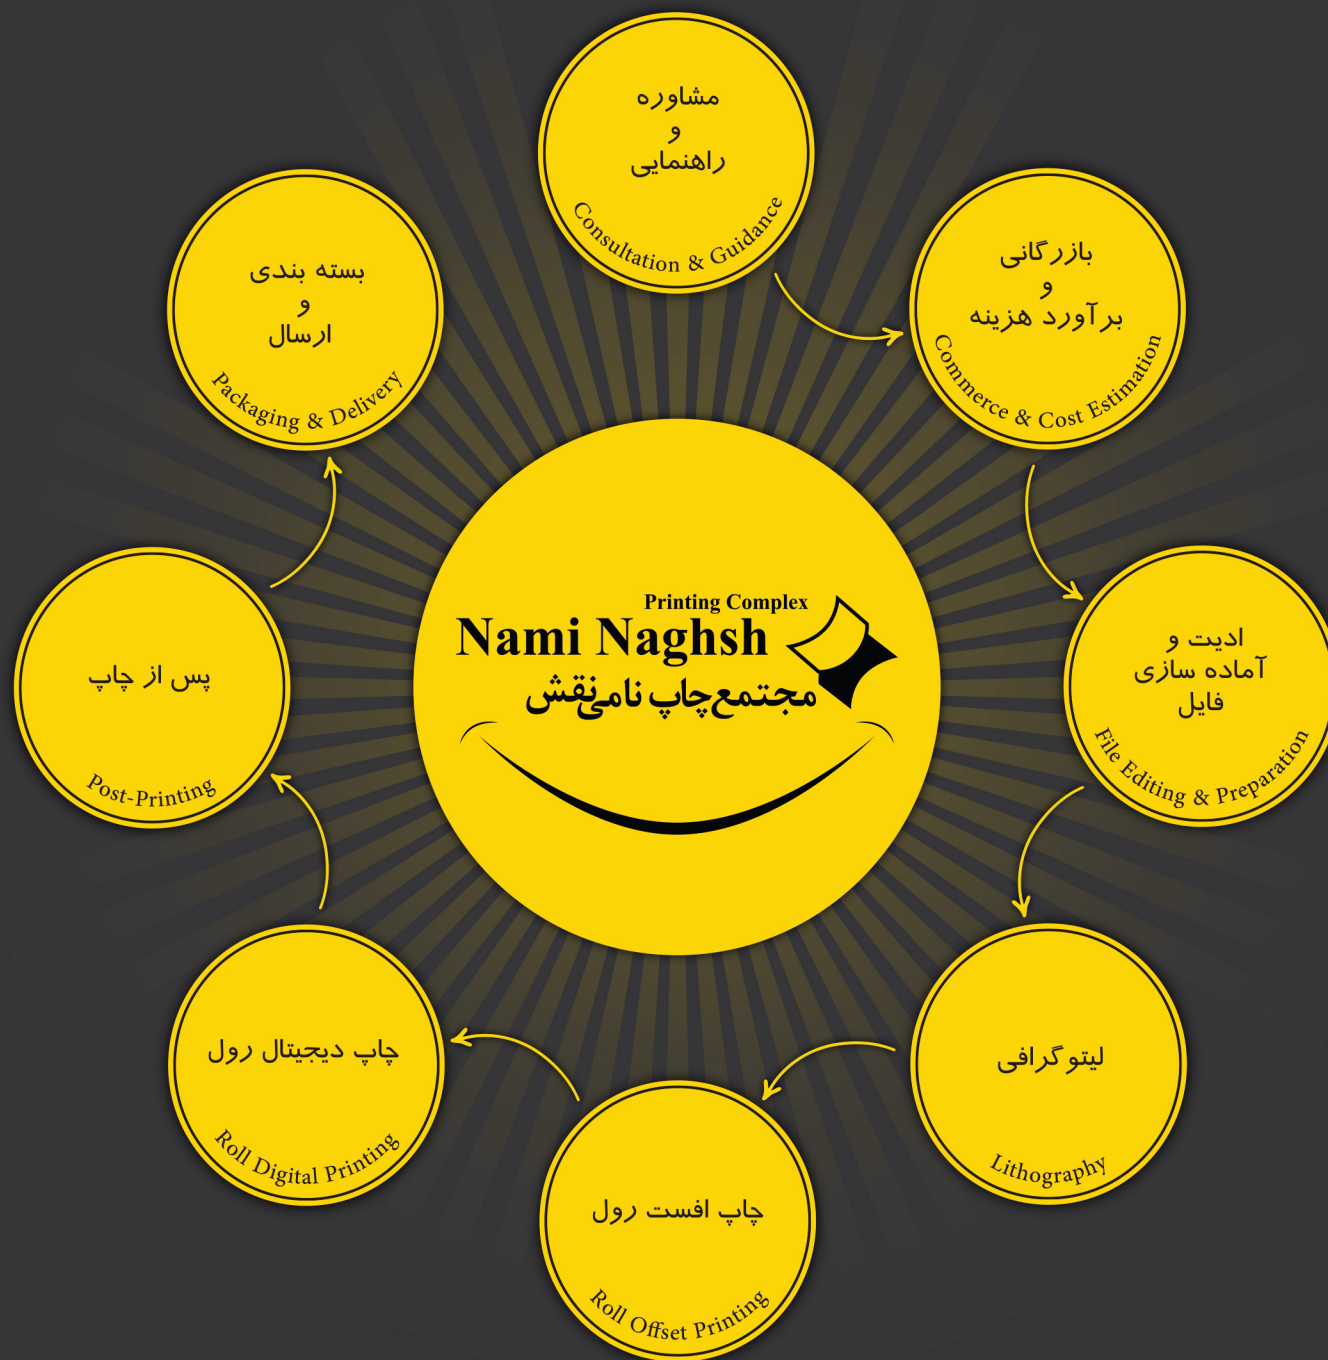 مشاوره
و
راهنمایی
Consultation & Guidance
بازرگانی
و
برآورد هزینه
Commerce & Cost Estimation
ادیت و
آماده سازی
فایل
File Editing & Preparation
لیتوگرافی
Lithography
چاپ افست رول
Roll Offset Printing
چاپ دیجیتال رول
Roll Digital Printing
پس از چاپ
Post-Printing
بسته بندی
و
ارسال
Packaging & Delivery
Printing Complex
Nami Naghsh
مجتمع چاپ نامی نقش